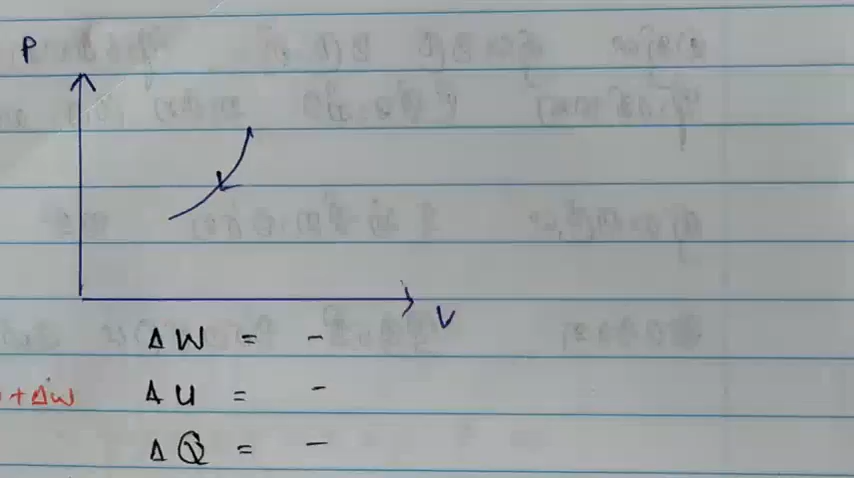 P
V
ΔW = -
+ ΔW ΔU = -
ΔQ = -